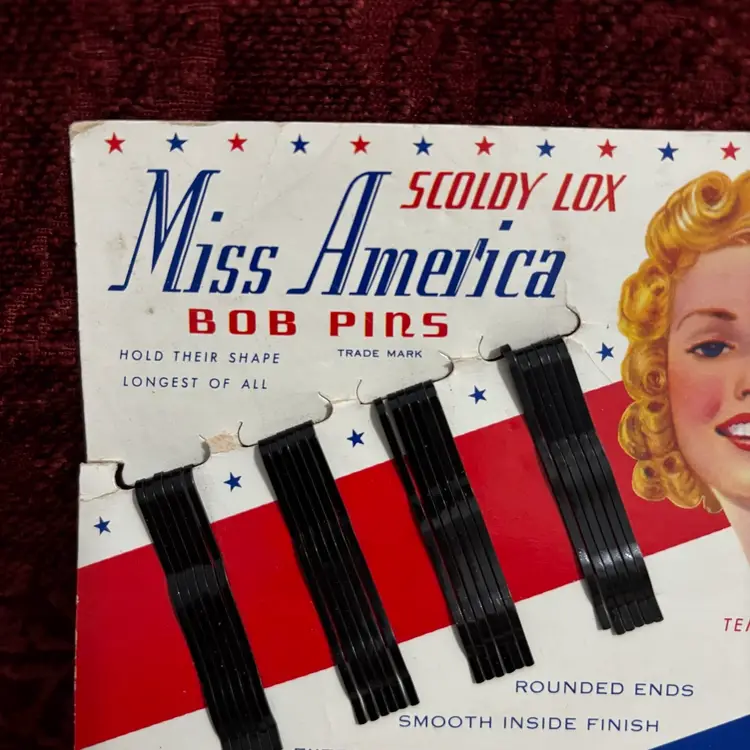 SCOLDY LOX
Miss America
BOB PINS
HOLD THEIR SHAPE
TRADE MARK
LONGEST OF ALL
ROUNDED ENDS
SMOOTH INSIDE FINISH